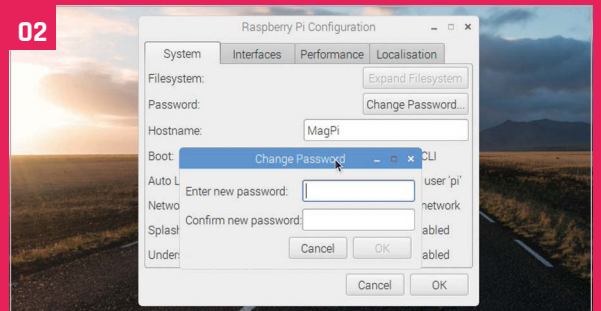 02
Raspberry Pi Configuration
System Interfaces Performance Localisation
Filesystem: Expand Filesystem
Password: Change Password...
Hostname: MagPi
Boot: CLI
Change Password
Auto L user 'pi'
Enter new password:
Netwo network
Confirm new password:
Splash abled
Cancel OK
Unders abled
Cancel OK